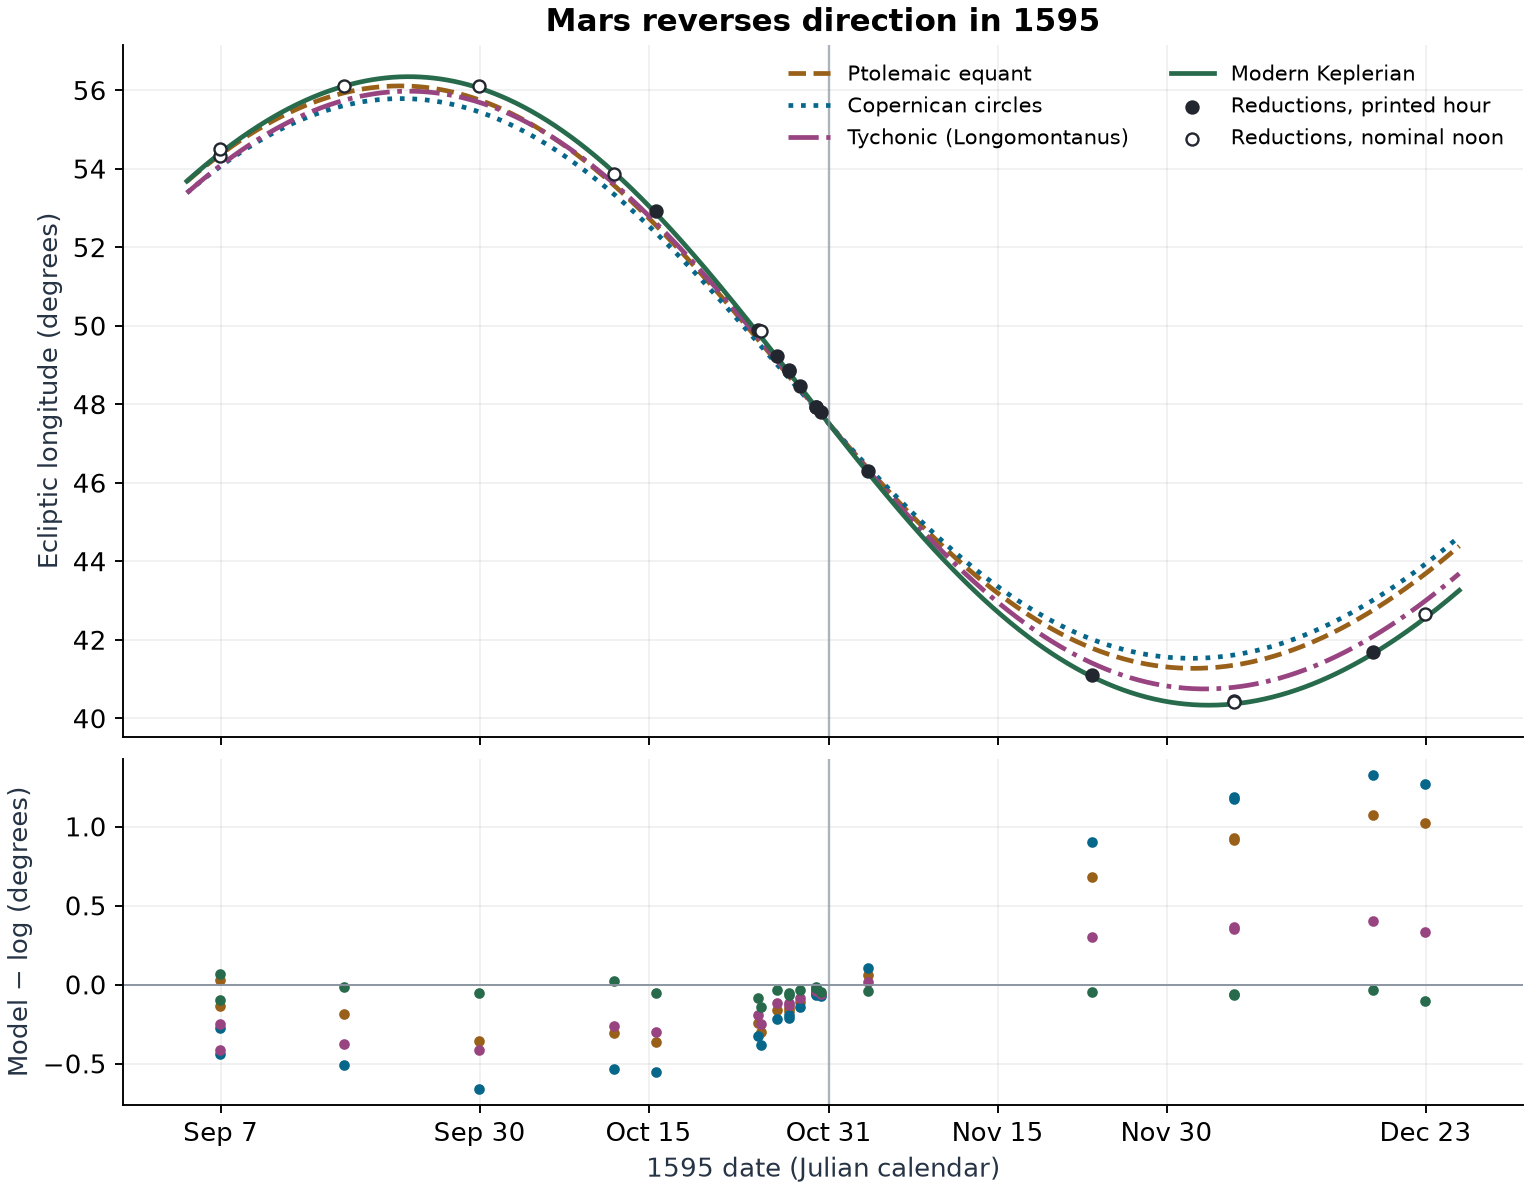 Mars reverses direction in 1595
Ptolemaic equant
Copernican circles
Tychonic (Longomontanus)
Modern Keplerian
Reductions, printed hour
Reductions, nominal noon
Ecliptic longitude (degrees)
56
54
52
50
48
46
44
42
40
Model − log (degrees)
1.0
0.5
0.0
−0.5
Sep 7
Sep 30
Oct 15
Oct 31
Nov 15
Nov 30
Dec 23
1595 date (Julian calendar)